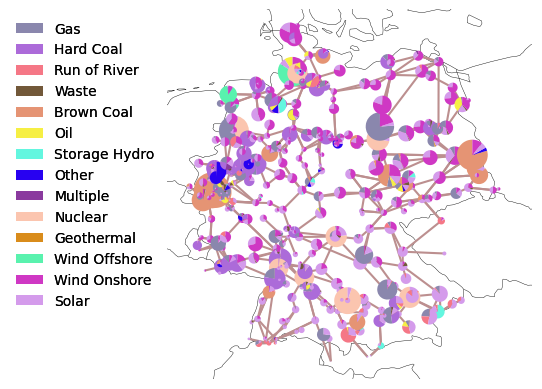 Gas
Hard Coal
Run of River
Waste
Brown Coal
Oil
Storage Hydro
Other
Multiple
Nuclear
Geothermal
Wind Offshore
Wind Onshore
Solar